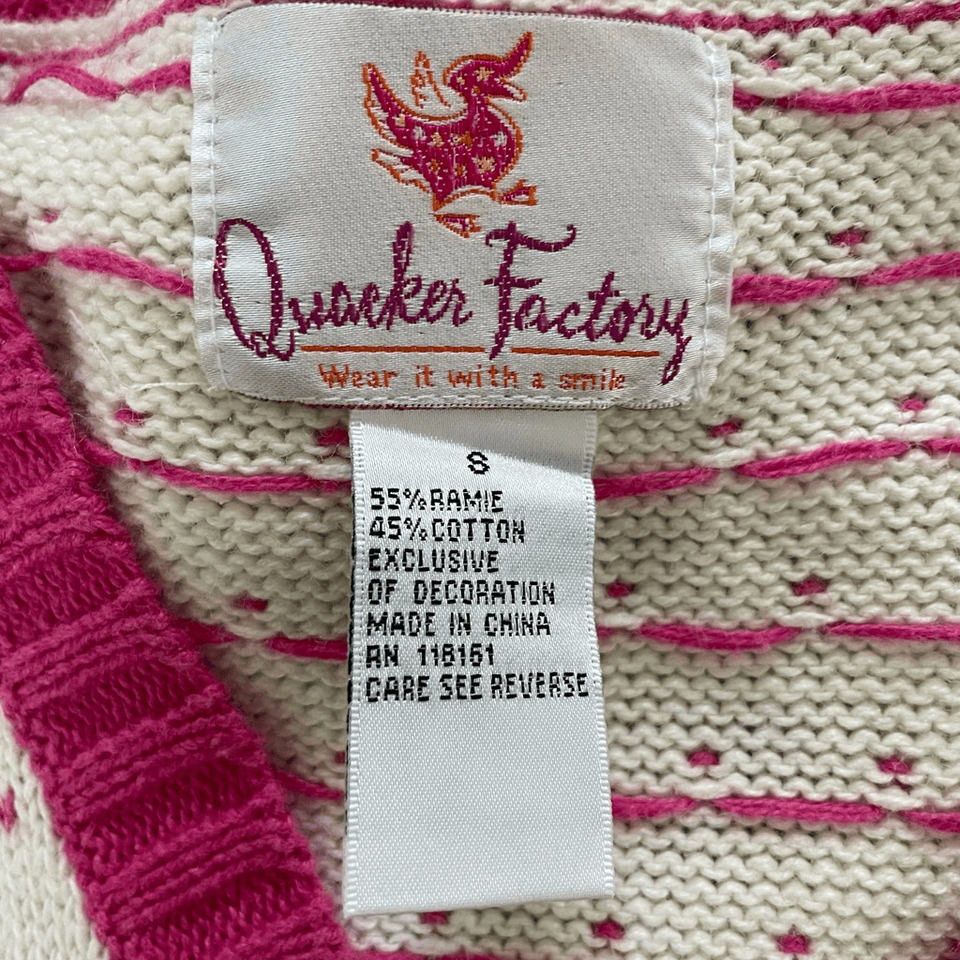 Quacker Factory
Wear it with a smile
S
55%RAMIE
45%COTTON
EXCLUSIVE
OF DECORATION
MADE IN CHINA
RN 118151
CARE SEE REVERSE